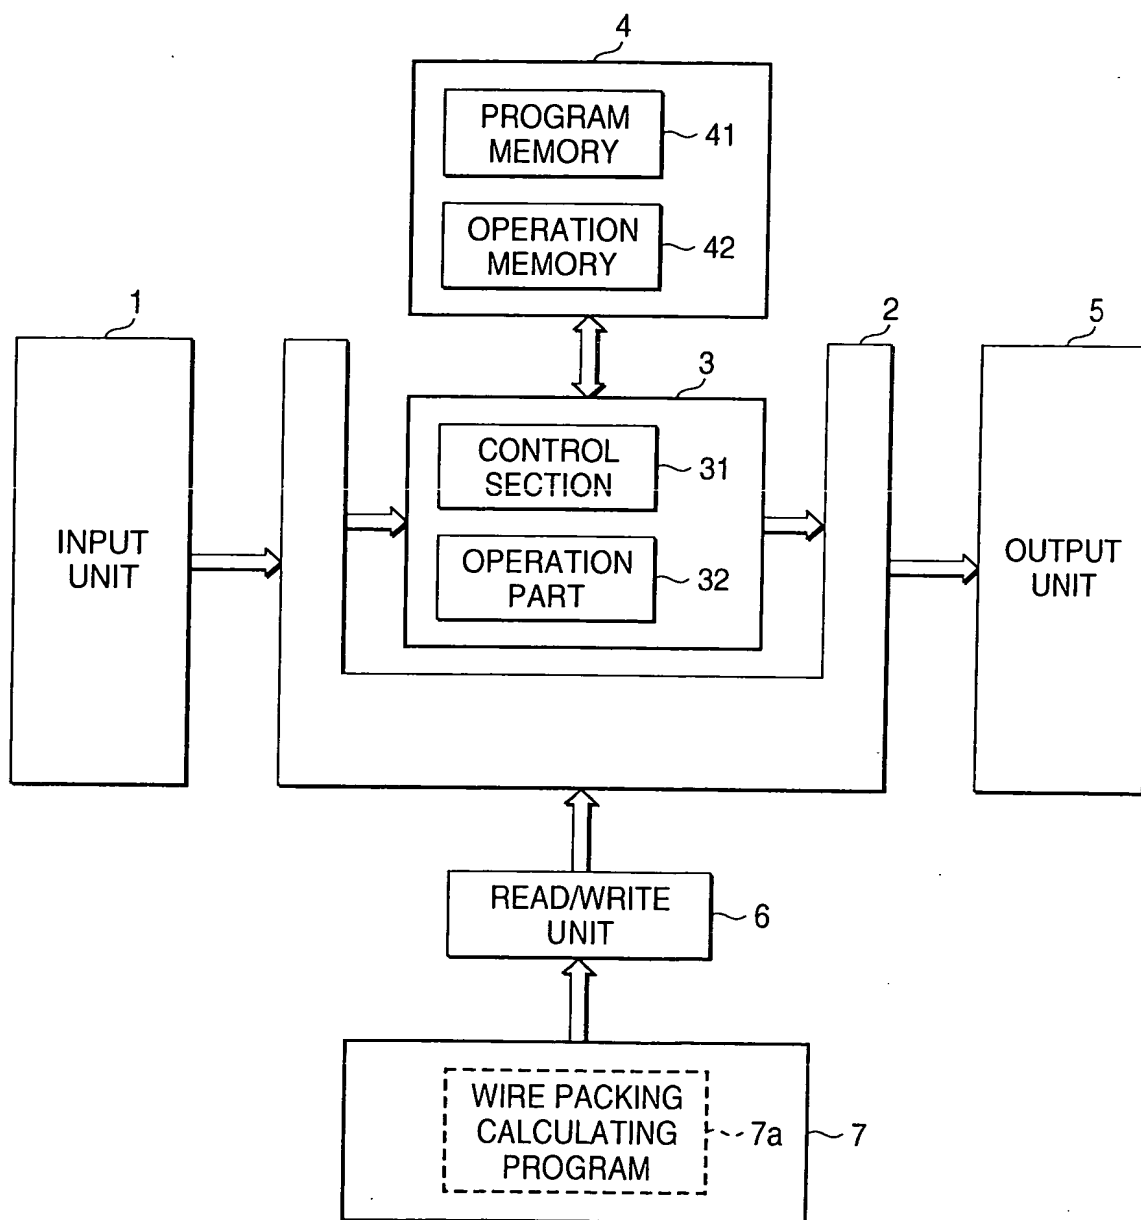 4
PROGRAM
MEMORY
41
OPERATION
MEMORY
42
1
2
5
3
CONTROL
SECTION
31
INPUT
UNIT
OPERATION
PART
32
OUTPUT
UNIT
READ/WRITE
UNIT
6
WIRE PACKING
CALCULATING
PROGRAM
7a
7